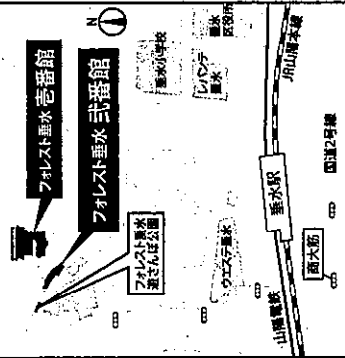 N
フォレスト垂水 壱番館
フォレスト垂水 弐番館
フォレスト垂水
遊さんぽ公園
垂水小学校
レバンテ
垂水
垂水
区役所
ウエステ垂水
垂水駅
JR山陽本線
山陽電鉄
国道2号線
商大筋